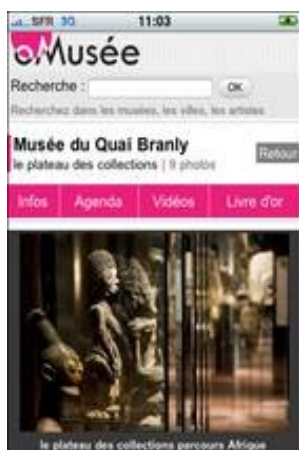 SFR 3G 11:03
oMusée
Recherche : OK
Recherchez dans les musées, les villes, les artistes
Musée du Quai Branly
le plateau des collections | 9 photos
Retour
Infos Agenda Vidéos Livre d'or
le plateau des collections parcours Afrique